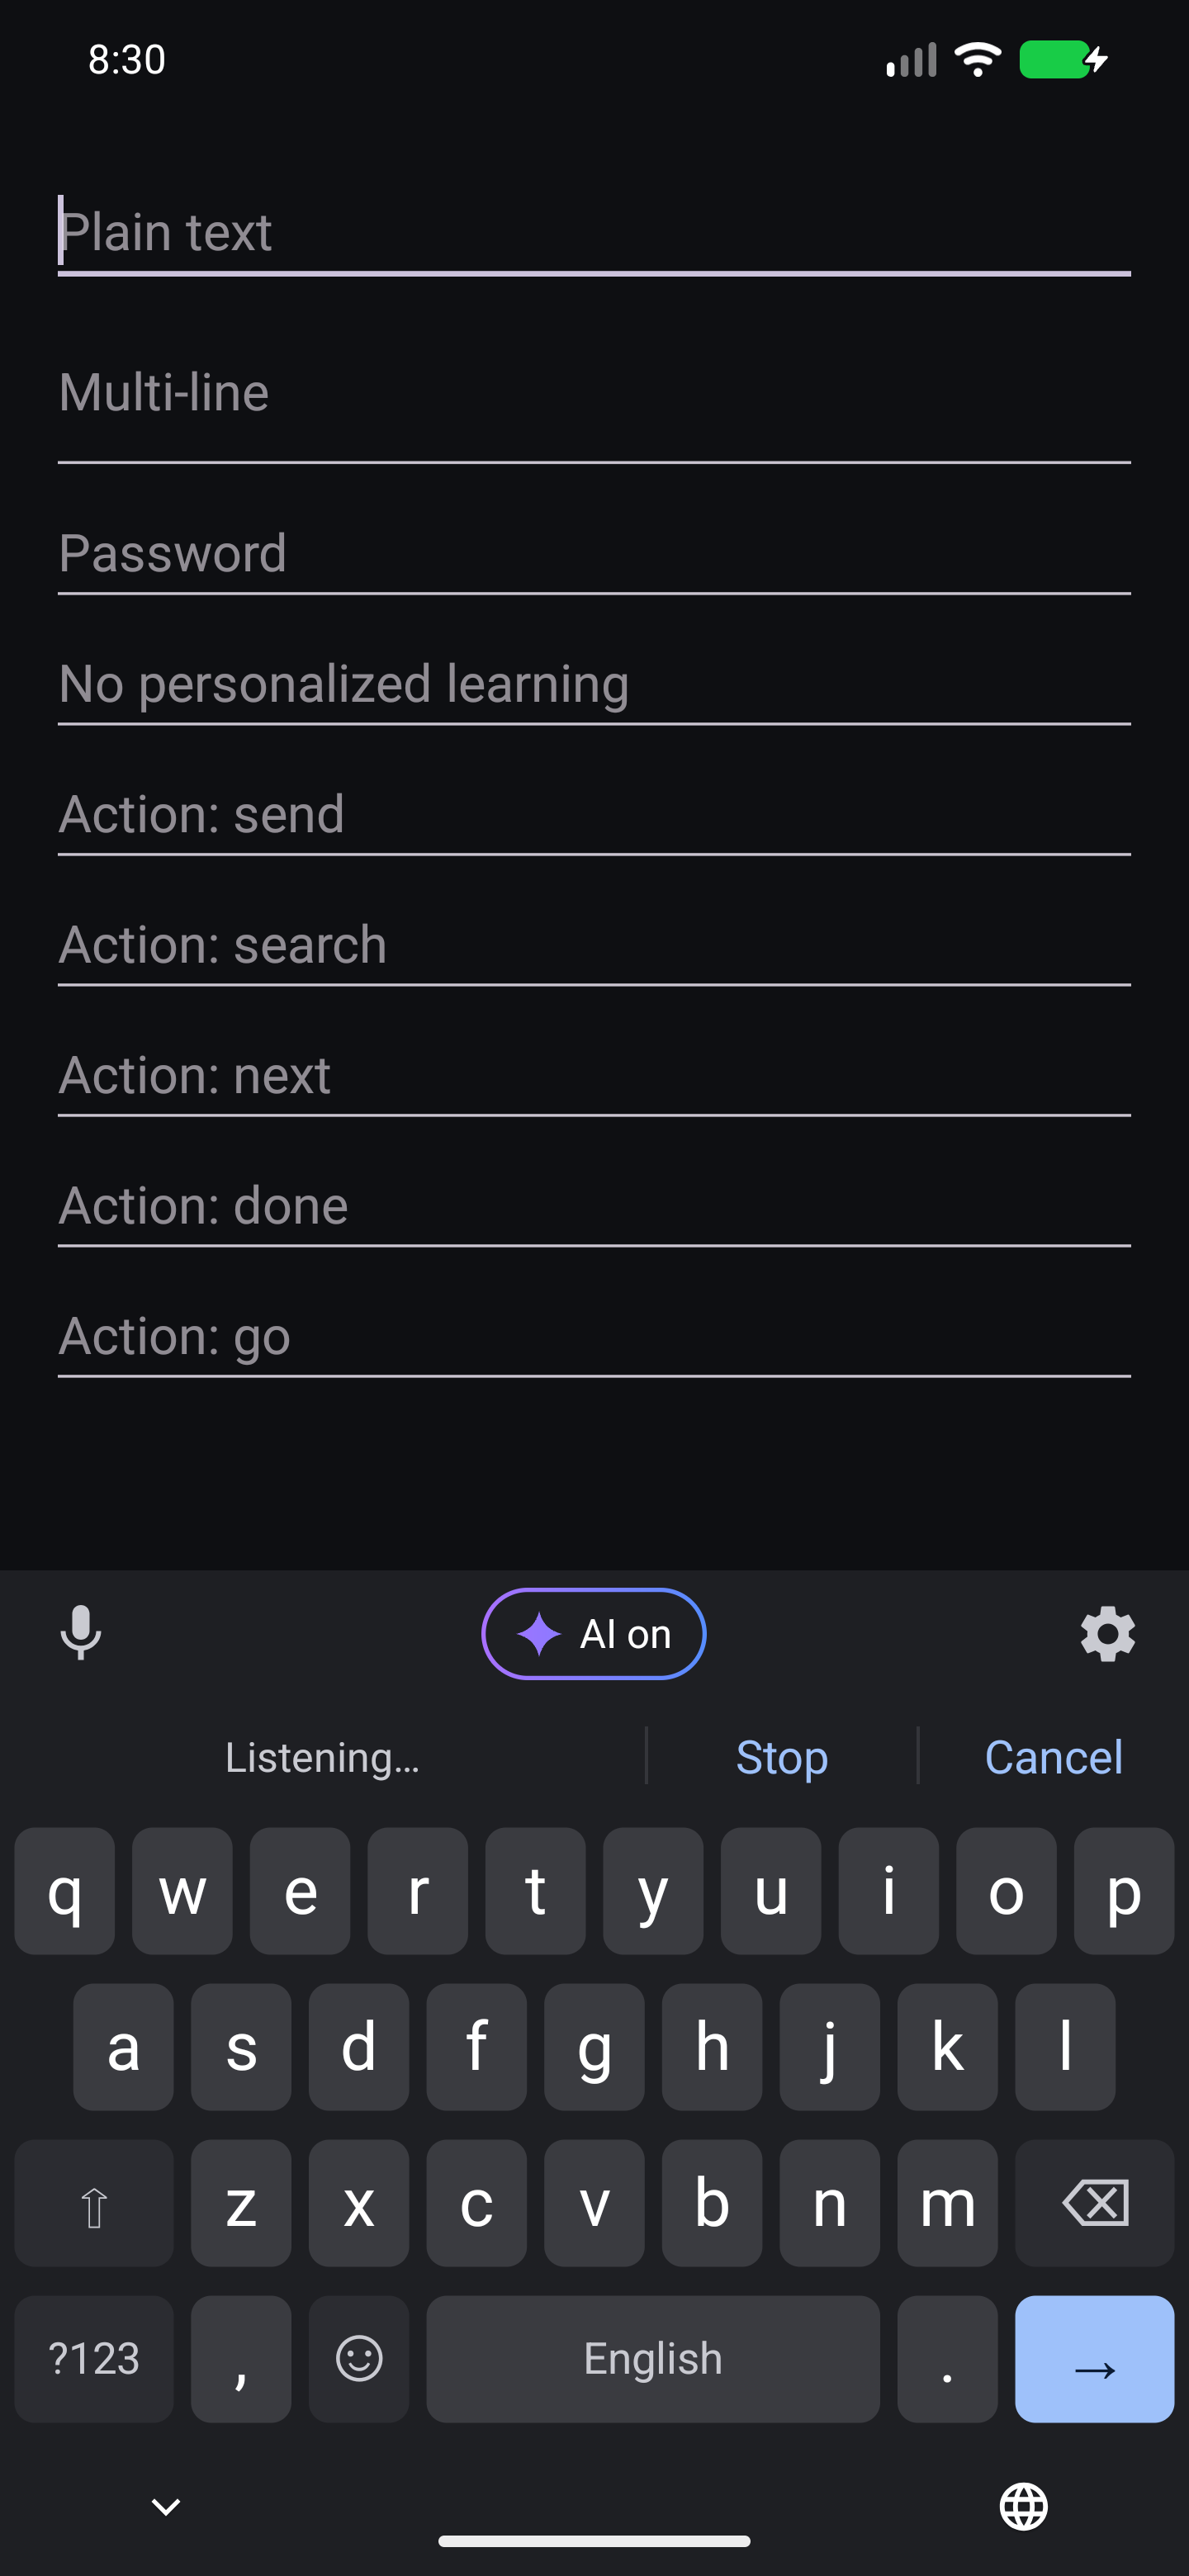 8:30
Plain text
Multi-line
Password
No personalized learning
Action: send
Action: search
Action: next
Action: done
Action: go
AI on
Listening… Stop Cancel
q w e r t y u i o p
a s d f g h j k l
⇧ z x c v b n m
?123 , English . →